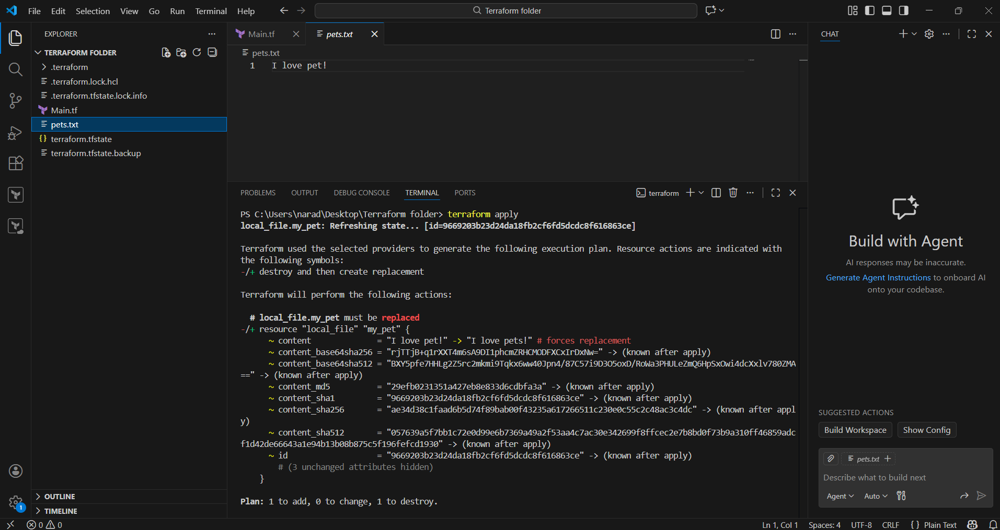 File Edit Selection View Go Run Terminal Help
Terraform folder
EXPLORER
TERRAFORM FOLDER
.terraform
.terraform.lock.hcl
.terraform.tfstate.lock.info
Main.tf
pets.txt
terraform.tfstate
terraform.tfstate.backup
OUTLINE
TIMELINE
Main.tf
pets.txt
pets.txt
1 I love pet!
PROBLEMS OUTPUT DEBUG CONSOLE TERMINAL PORTS
terraform
PS C:\Users\narad\Desktop\Terraform folder> terraform apply
local_file.my_pet: Refreshing state... [id=9669203b23d24da18fb2cf6fd5dcdc8f616863ce]
Terraform used the selected providers to generate the following execution plan. Resource actions are indicated with
the following symbols:
-/+ destroy and then create replacement
Terraform will perform the following actions:
# local_file.my_pet must be replaced
-/+ resource "local_file" "my_pet" {
~ content = "I love pet!" -> "I love pets!" # forces replacement
~ content_base64sha256 = "rjTTjB+q1rXXT4m6sA9DI1phcmZRHCMODFXCxIrDxNw=" -> (known after apply)
~ content_base64sha512 = "BXY5pfe7HHLg2Z5rc2mkmi9Tqkx6ww40Jpn4/87C57i9D3O5oxD/RoWa3PHULeZmQ6HpSxOwi4dcXxlv780ZMA
==" -> (known after apply)
~ content_md5 = "29efb0231351a427eb8e833d6cdbfa3a" -> (known after apply)
~ content_sha1 = "9669203b23d24da18fb2cf6fd5dcdc8f616863ce" -> (known after apply)
~ content_sha256 = "ae34d38c1faad6b5d74f89bab00f43235a617266511c230e0c55c2c48ac3c4dc" -> (known after appl
y)
~ content_sha512 = "057639a5f7bb1c72e0d99e6b7369a49a2f53aa4c7ac30e342699f8ffcec2e7b8bd0f73b9a310ff46859adc
f1d42de66643a1e94b13b08b875c5f196fefcd1930" -> (known after apply)
~ id = "9669203b23d24da18fb2cf6fd5dcdc8f616863ce" -> (known after apply)
# (3 unchanged attributes hidden)
}
Plan: 1 to add, 0 to change, 1 to destroy.
CHAT
Build with Agent
AI responses may be inaccurate.
Generate Agent Instructions to onboard AI
onto your codebase.
SUGGESTED ACTIONS
Build Workspace Show Config
pets.txt
Describe what to build next
Agent Auto
1
0 0 Ln 1, Col 1 Spaces: 4 UTF-8 CRLF {} Plain Text